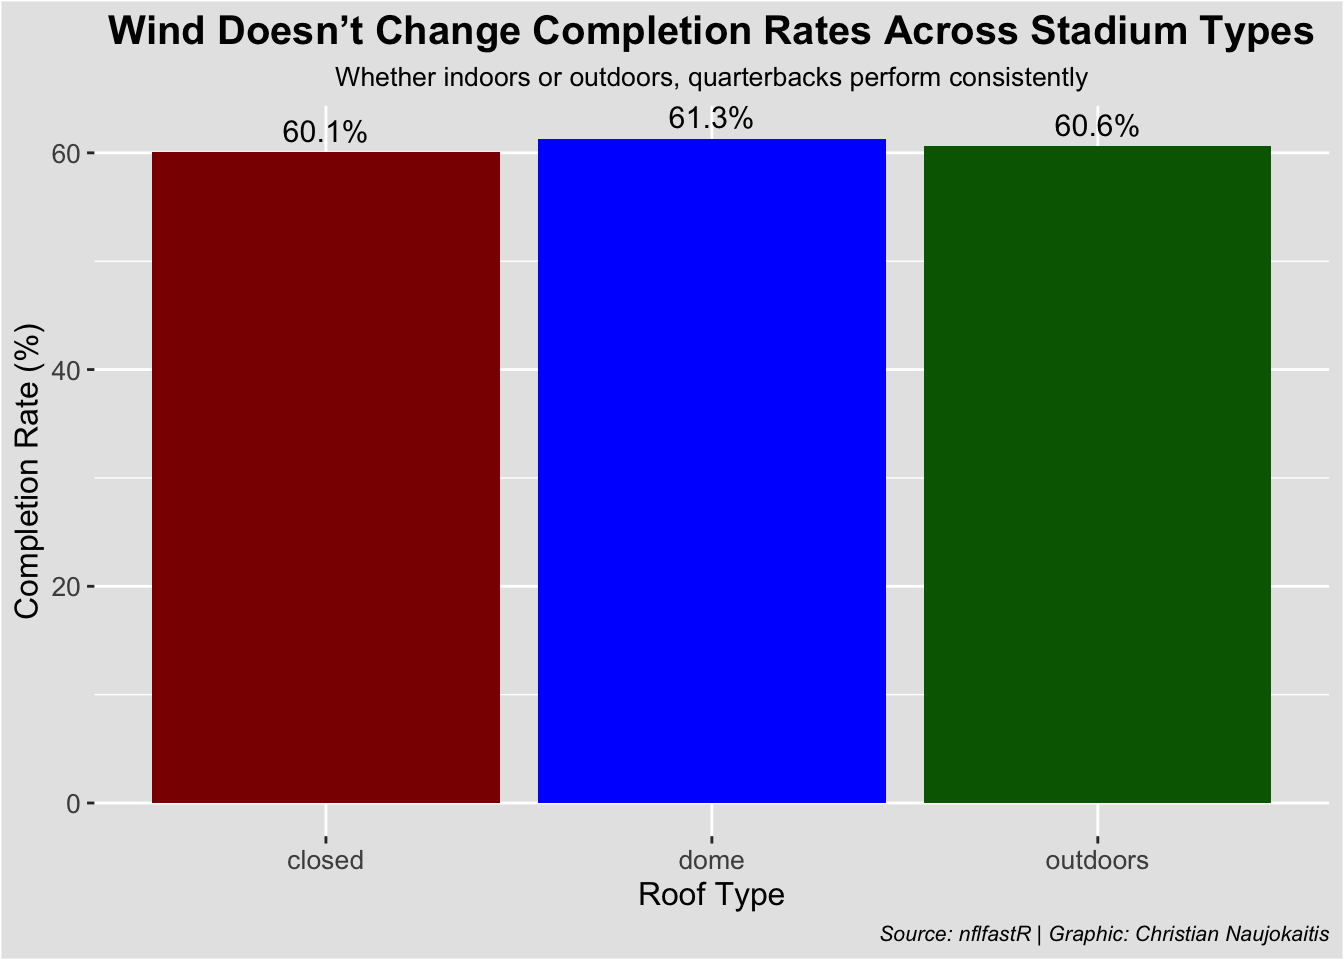 Wind Doesn’t Change Completion Rates Across Stadium Types
Whether indoors or outdoors, quarterbacks perform consistently
60.1%
61.3%
60.6%
60
40
20
0
Completion Rate (%)
closed
dome
outdoors
Roof Type
Source: nflfastR | Graphic: Christian Naujokaitis